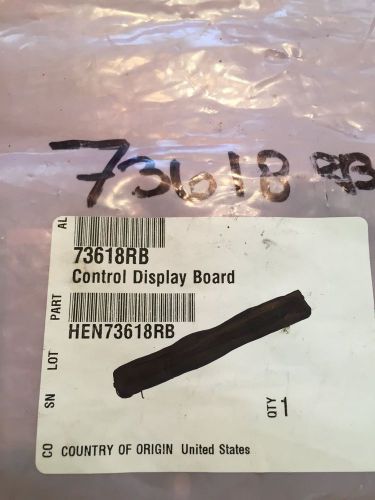 73618 RB
AL
73618RB
Control Display Board
PART
HEN73618RB
LOT
SN
QTY 1
CO COUNTRY OF ORIGIN United States